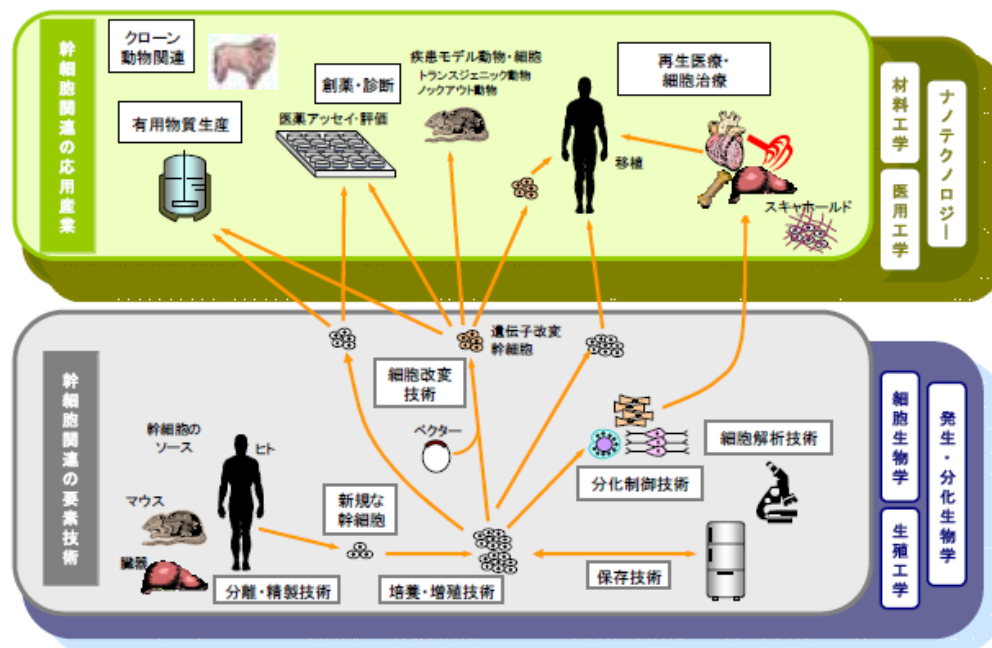 幹細胞関連の応用産業
クローン
動物関連
有用物質生産
創薬・診断
医薬アッセイ・評価
疾患モデル動物・細胞
トランスジェニック動物
ノックアウト動物
再生医療・
細胞治療
移植
スキャホールド
材料工学
医用工学
ナノテクノロジー
幹細胞関連の要素技術
遺伝子改変
幹細胞
細胞改変
技術
ベクター
幹細胞の
ソース
ヒト
マウス
臓器
分離・精製技術
新規な
幹細胞
培養・増殖技術
分化制御技術
細胞解析技術
保存技術
細胞生物学
生殖工学
発生・分化生物学